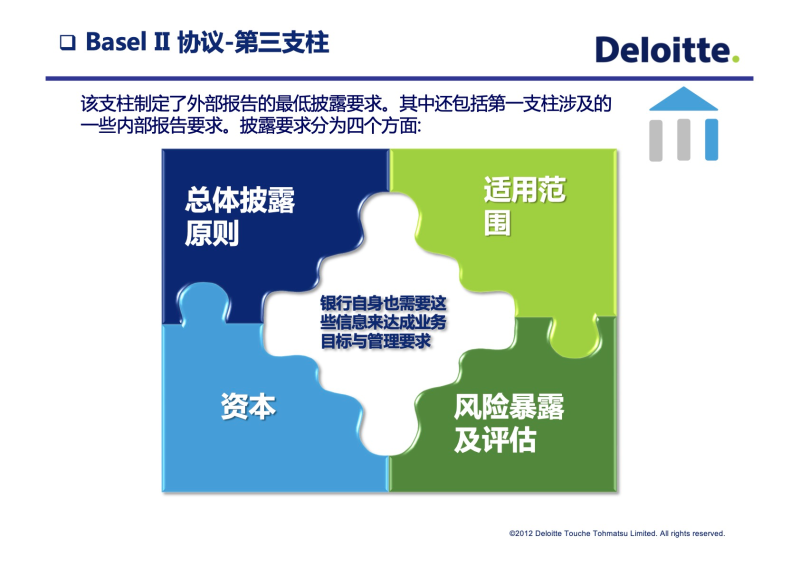 ❑ Basel II 协议-第三支柱
Deloitte.
该支柱制定了外部报告的最低披露要求。其中还包括第一支柱涉及的
一些内部报告要求。披露要求分为四个方面:
总体披露
原则
适用范
围
银行自身也需要这
些信息来达成业务
目标与管理要求
资本
风险暴露
及评估
©2012 Deloitte Touche Tohmatsu Limited. All rights reserved.